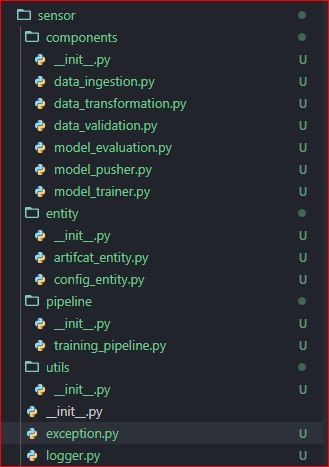 sensor
components
__init__.py U
data_ingestion.py U
data_transformation.py U
data_validation.py U
model_evaluation.py U
model_pusher.py U
model_trainer.py U
entity
__init__.py U
artifcat_entity.py U
config_entity.py U
pipeline
__init__.py U
training_pipeline.py U
utils
__init__.py U
__init__.py
exception.py U
logger.py U